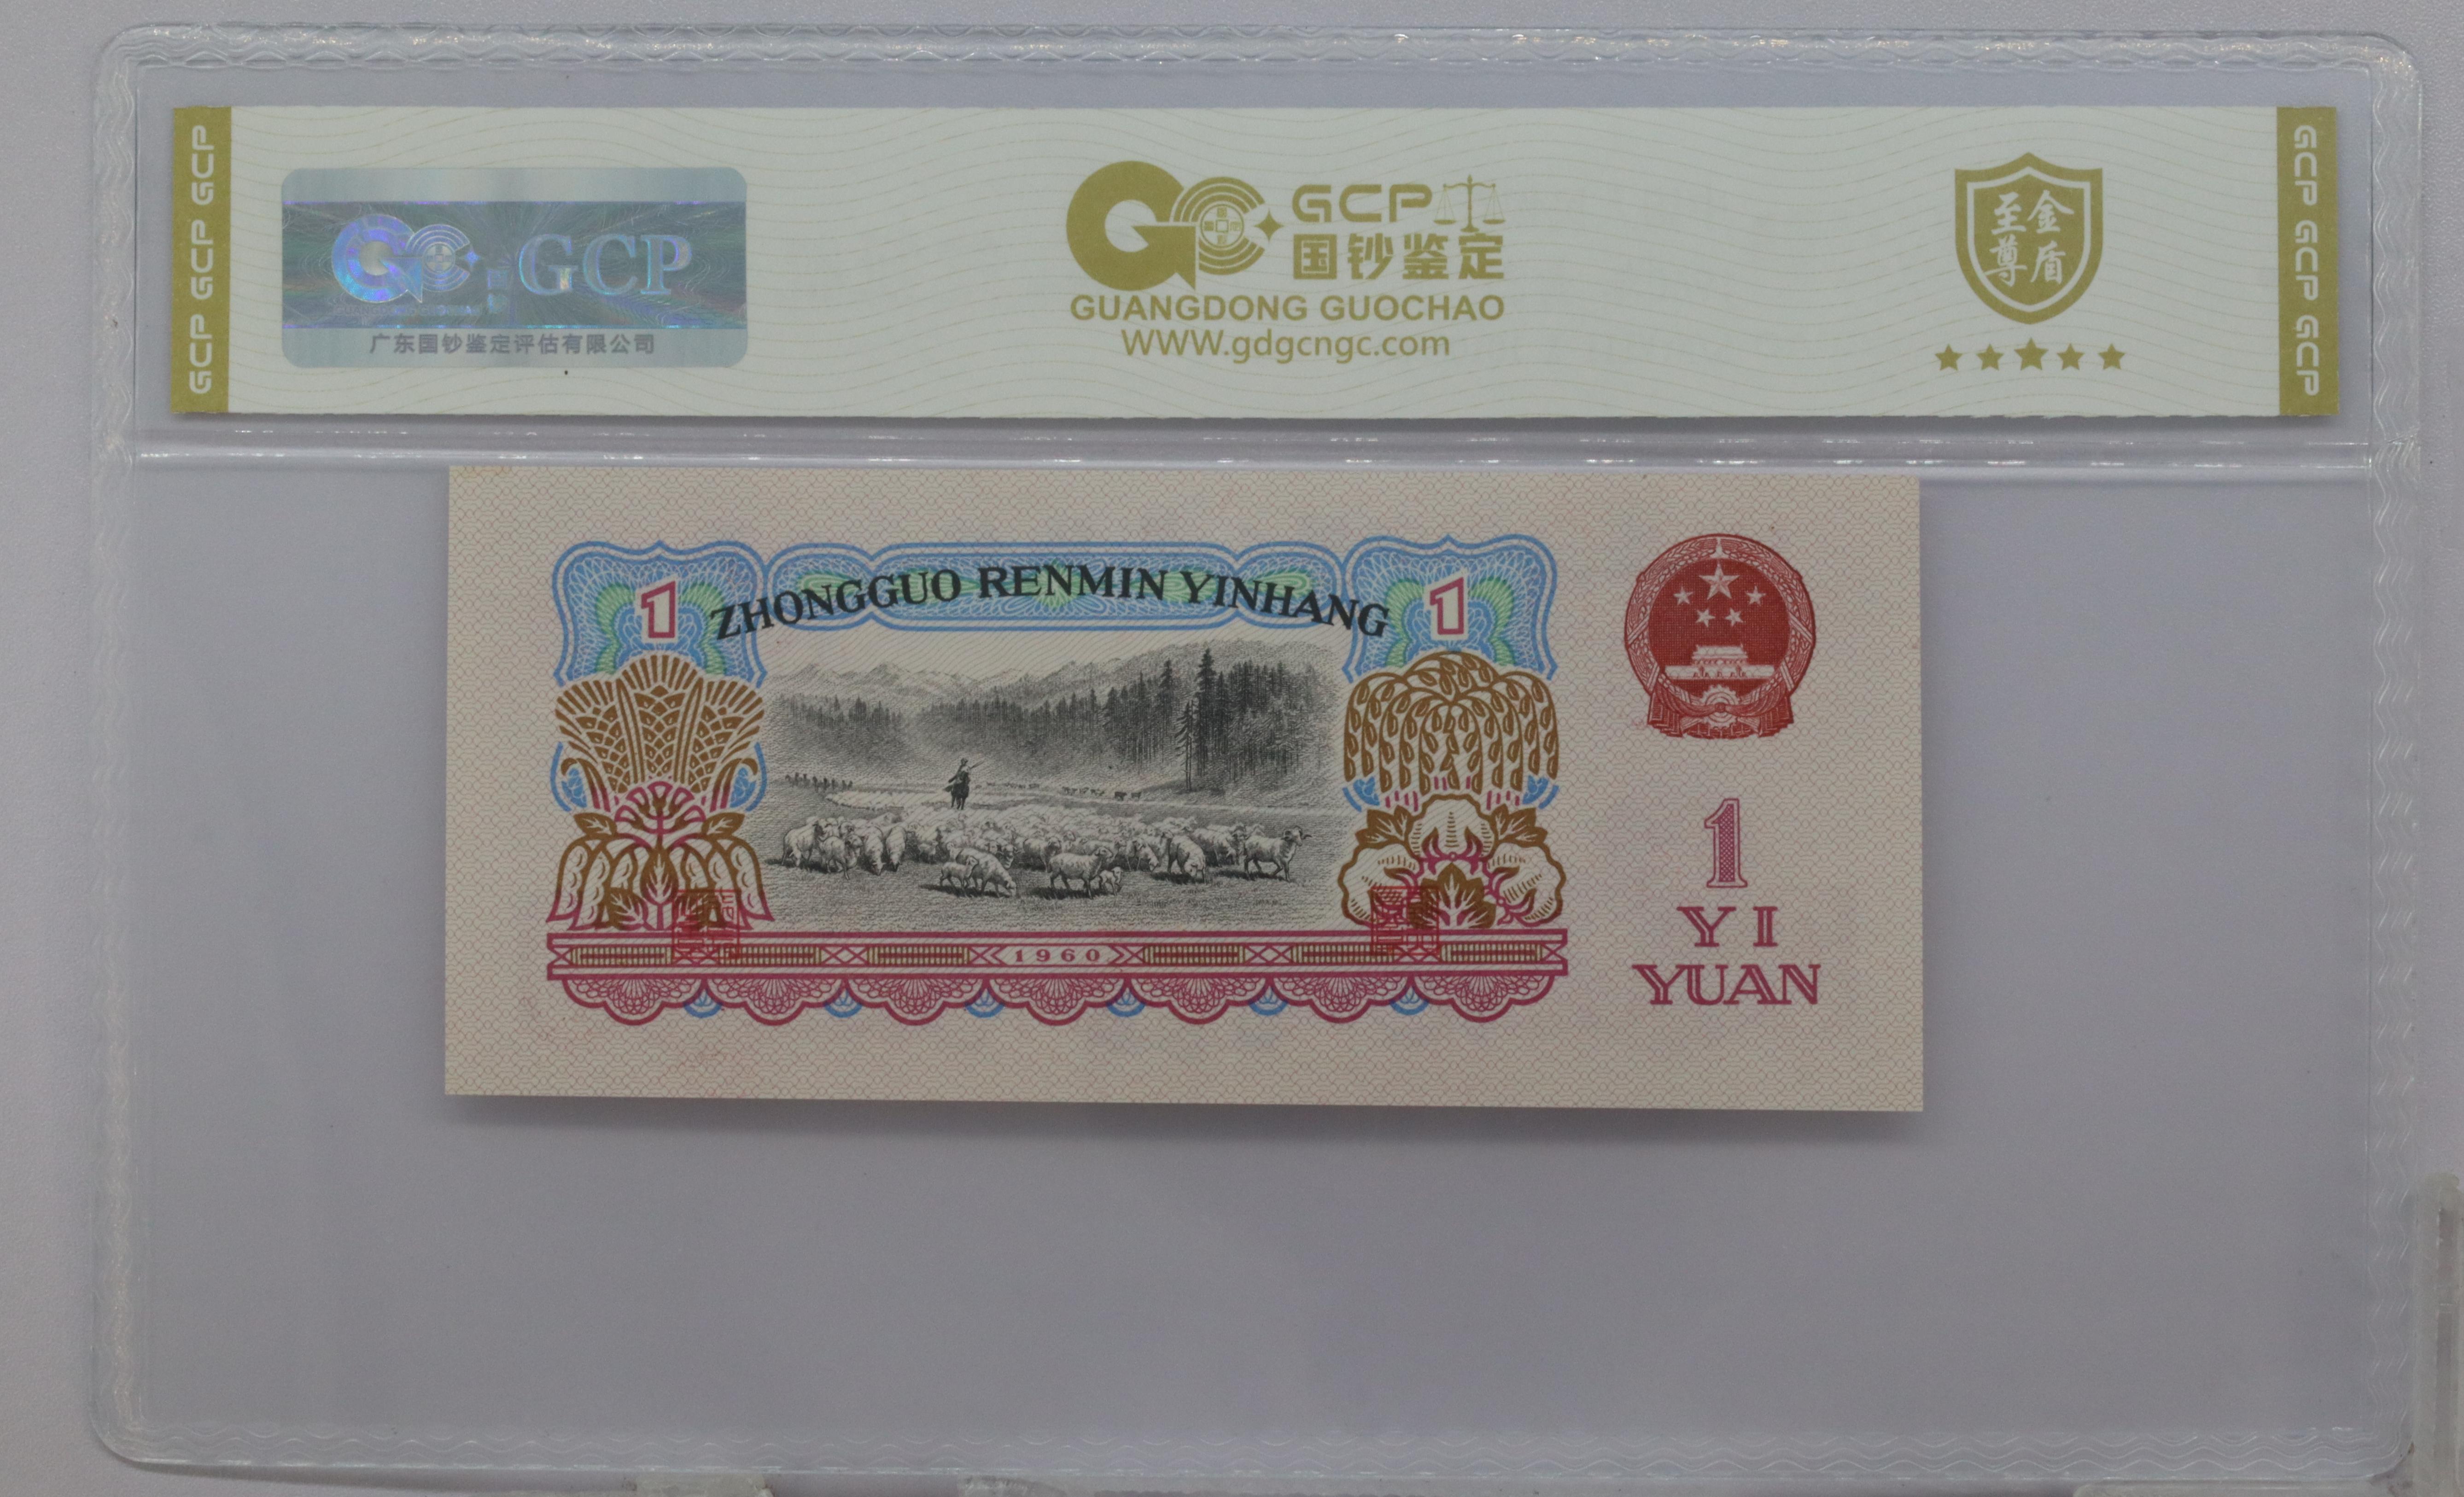 GCP GCP GCP
GCP
GUANGDONG GUOCHAO
广东国钞鉴定评估有限公司
GCP
国钞鉴定
GUANGDONG GUOCHAO
WWW.gdgcngc.com
至尊金盾
GCP GCP GCP
1
ZHONGGUO RENMIN YINHANG
1
1960
1
YI
YUAN